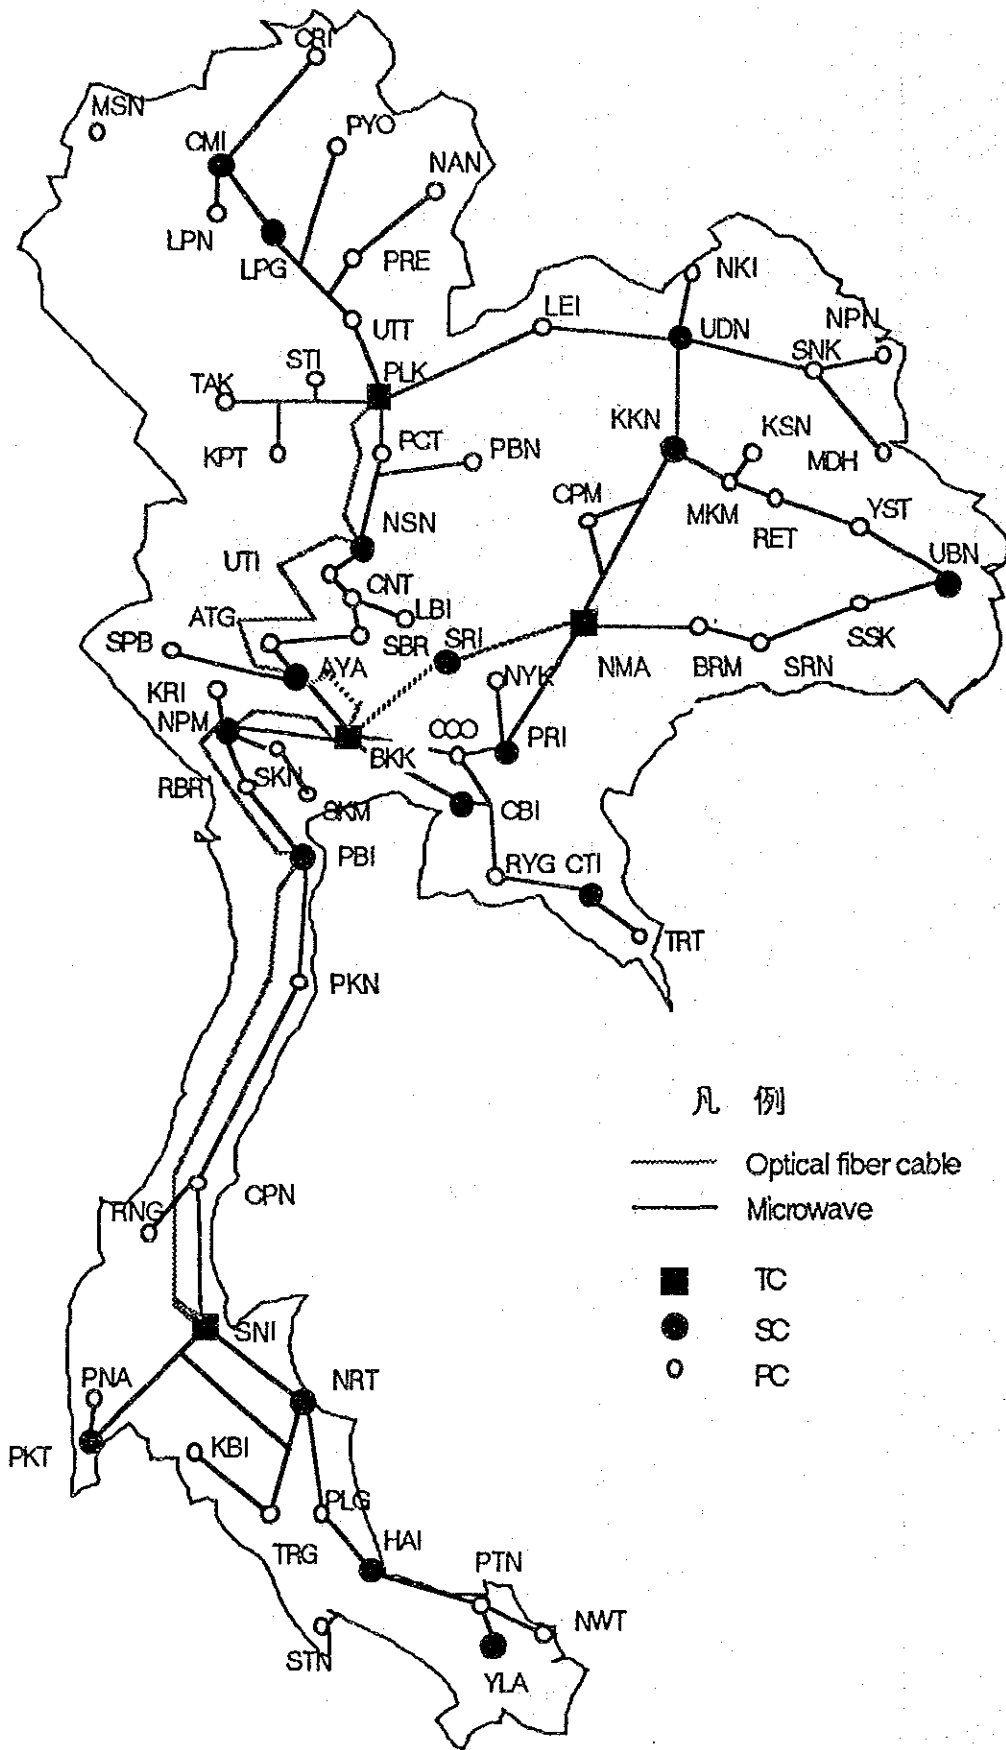 CRI
MSN
PYO
CMI
NAN
LPN
LPG
PRE
NKI
LEI
UTT
UDN
NPN
SNK
STI
PLK
TAK
KKN
KSN
PCT
PBN
KPT
MDH
CPM
MKM
YST
NSN
RET
UBN
UTI
CNT
LBI
ATG
SPB
SBR
SRI
SSK
AYA
NMA
BRM
SRN
NYK
KRI
NPM
PRI
BKK
SKN
RBR
SKM
CBI
PBI
RYG
CTI
TRT
PKN
凡 例
Optical fiber cable
CPN
Microwave
RNG
TC
SNI
SC
PNA
NRT
PC
PKT
KBI
PLG
HAI
TRG
PTN
NWT
STN
YLA